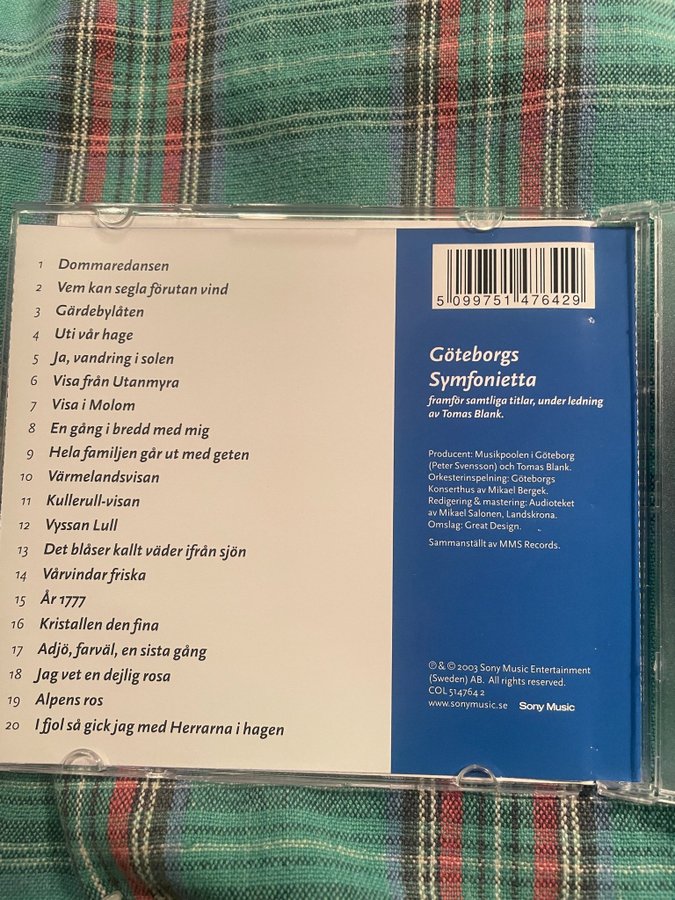 1 Dommaredansen
2 Vem kan segla förutan vind
3 Gärdebylåten
4 Uti vår hage
5 Ja, vandring i solen
6 Visa från Utanmyra
7 Visa i Molom
8 En gång i bredd med mig
9 Hela familjen går ut med geten
10 Värmelandsvisan
11 Kullerull-visan
12 Vyssan Lull
13 Det blåser kallt väder ifrån sjön
14 Vårvindar friska
15 År 1777
16 Kristallen den fina
17 Adjö, farväl, en sista gång
18 Jag vet en dejlig rosa
19 Alpens ros
20 I fjol så gick jag med Herrarna i hagen
5 099751 476429
Göteborgs
Symfonietta
framför samtliga titlar, under ledning
av Tomas Blank.
Producent: Musikpoolen i Göteborg
(Peter Svensson) och Tomas Blank.
Orkesterinspelning: Göteborgs
Konserthus av Mikael Bergek.
Redigering & mastering: Audioteket
av Mikael Salonen, Landskrona.
Omslag: Great Design.
Sammanställt av MMS Records.
℗ & © 2003 Sony Music Entertainment
(Sweden) AB. All rights reserved.
COL 514764 2
www.sonymusic.se Sony Music